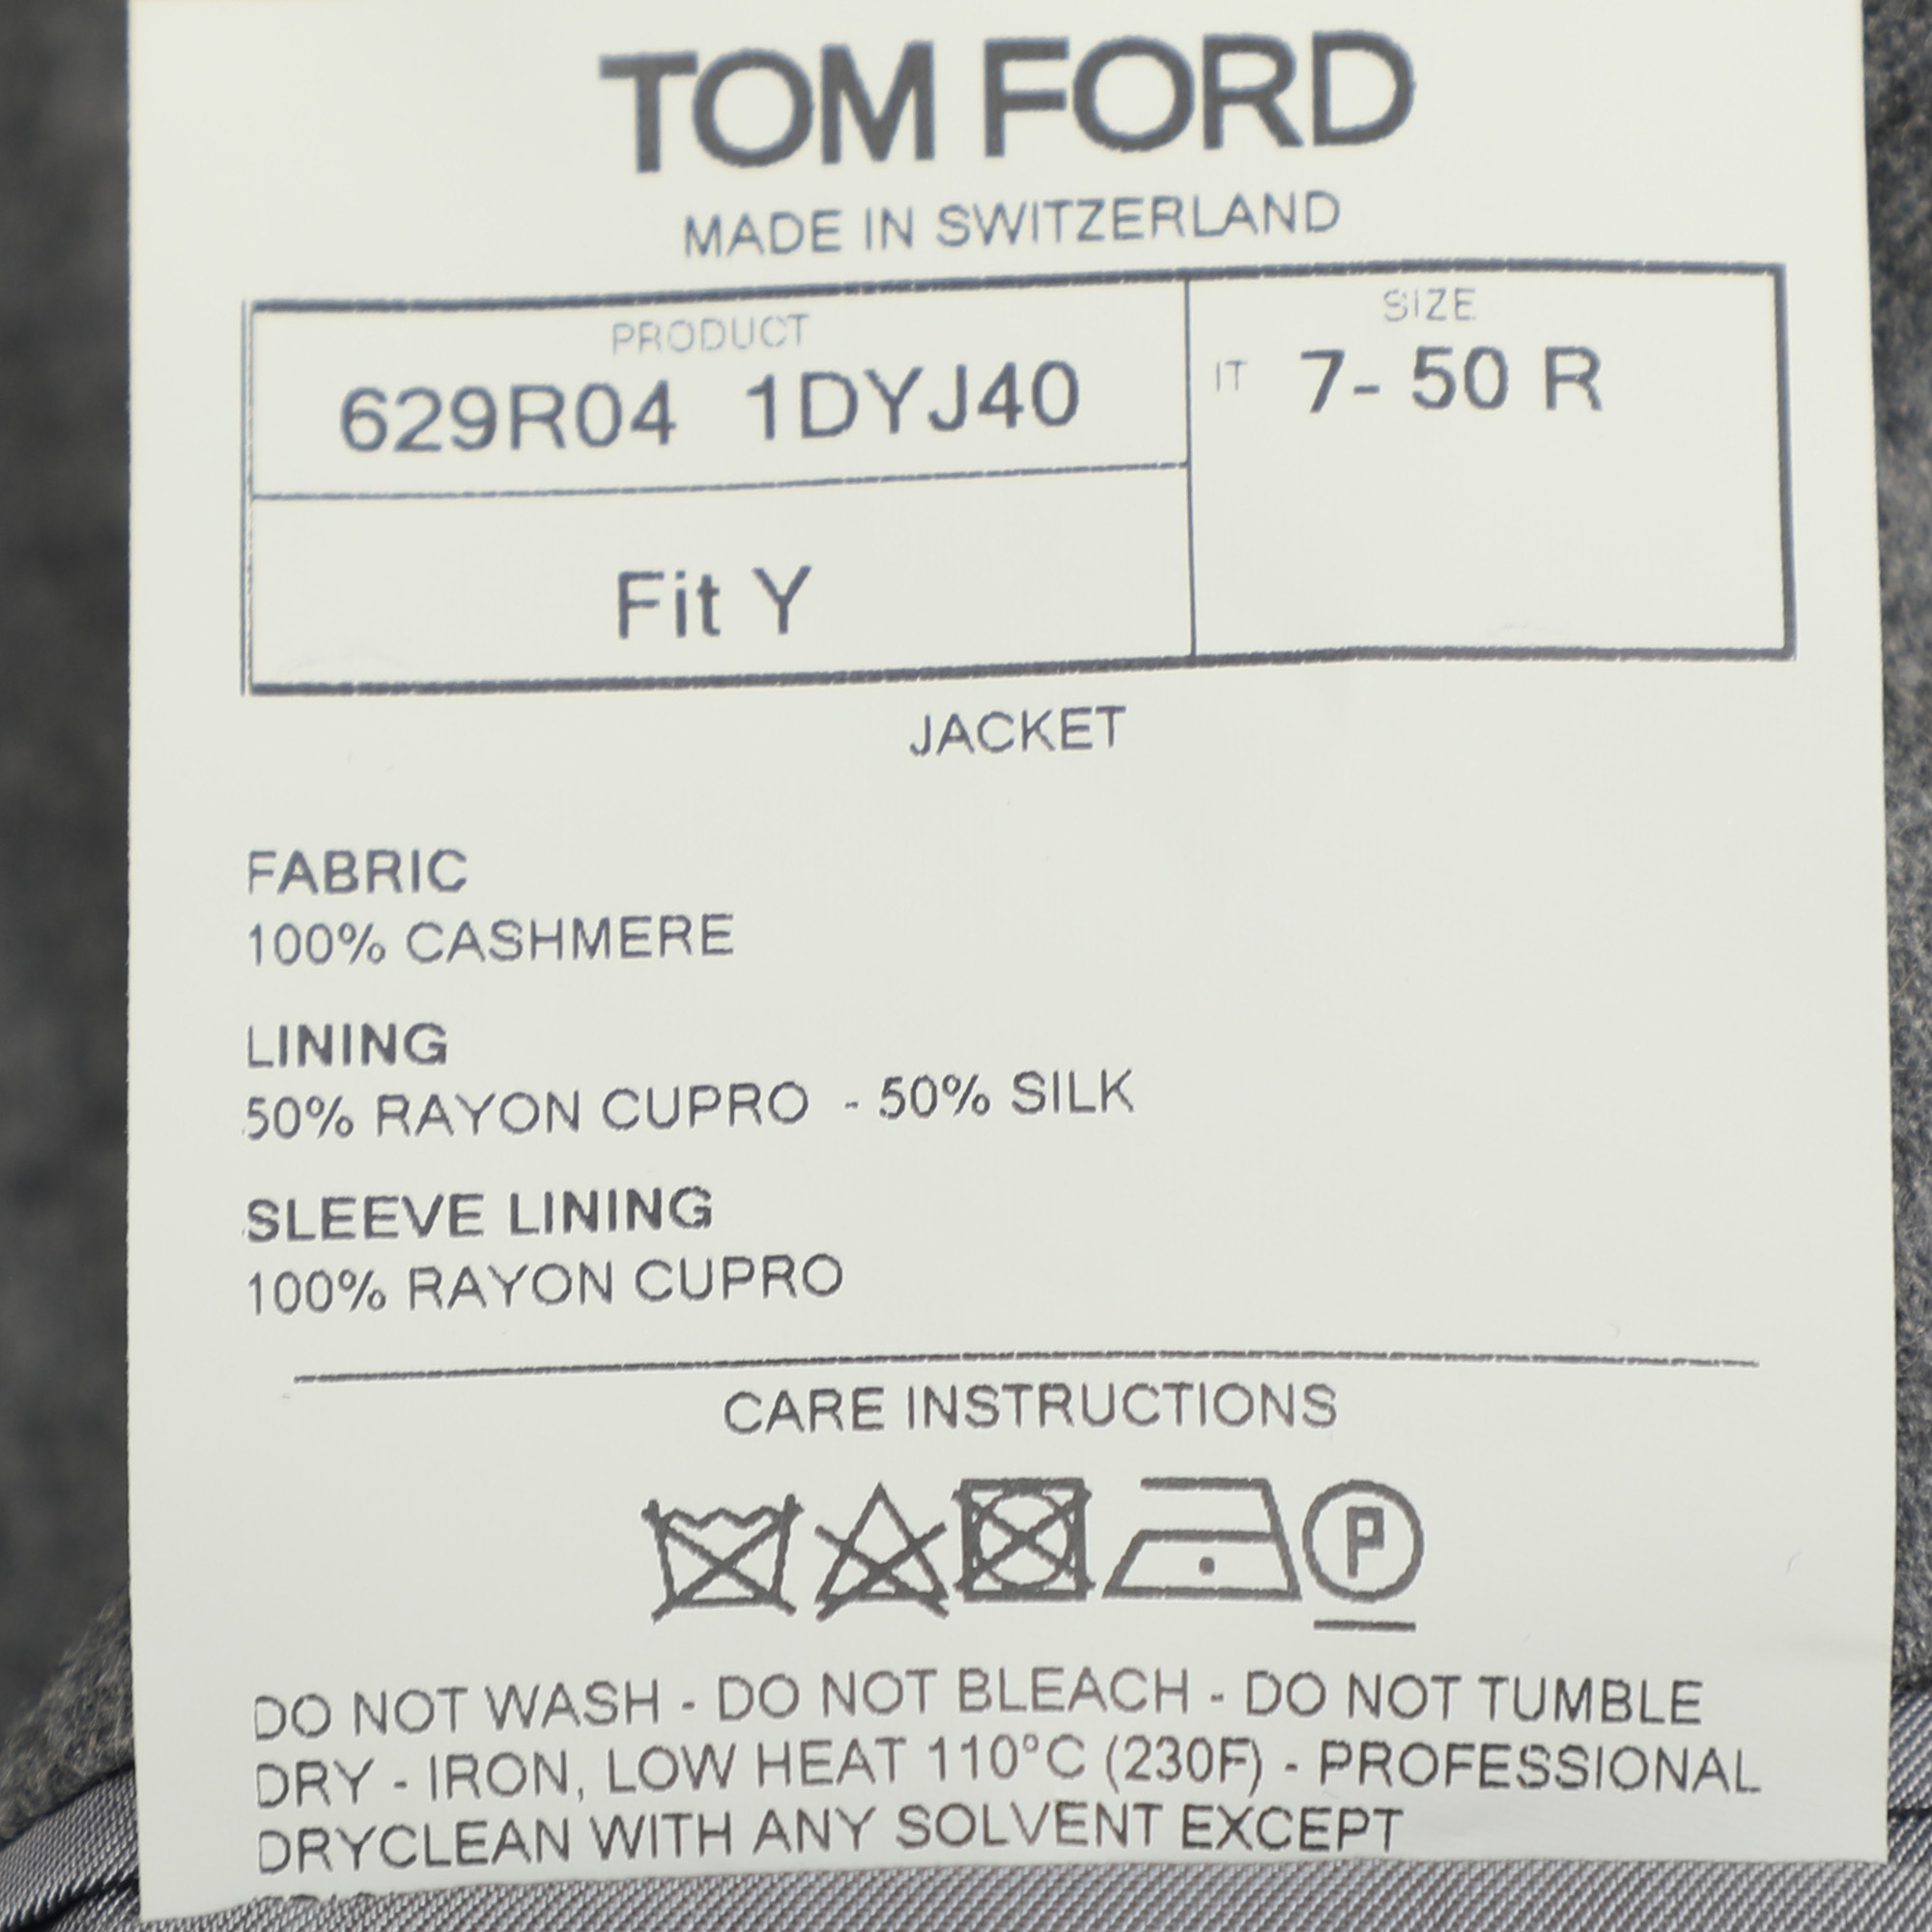 TOM FORD
MADE IN SWITZERLAND
PRODUCT
629R04 1DYJ40
SIZE
IT 7- 50 R
Fit Y
JACKET
FABRIC
100% CASHMERE
LINING
50% RAYON CUPRO - 50% SILK
SLEEVE LINING
100% RAYON CUPRO
CARE INSTRUCTIONS
P
DO NOT WASH - DO NOT BLEACH - DO NOT TUMBLE
DRY - IRON, LOW HEAT 110°C (230F) - PROFESSIONAL
DRYCLEAN WITH ANY SOLVENT EXCEPT